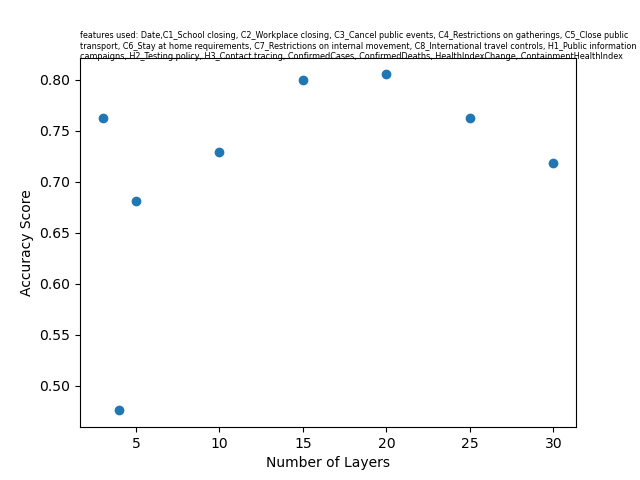 features used: Date,C1_School closing, C2_Workplace closing, C3_Cancel public events, C4_Restrictions on gatherings, C5_Close public
transport, C6_Stay at home requirements, C7_Restrictions on internal movement, C8_International travel controls, H1_Public information
campaigns, H2_Testing policy, H3_Contact tracing, ConfirmedCases, ConfirmedDeaths, HealthIndexChange, ContainmentHealthIndex
0.80
0.75
0.70
0.65
0.60
0.55
0.50
Accuracy Score
5 10 15 20 25 30
Number of Layers